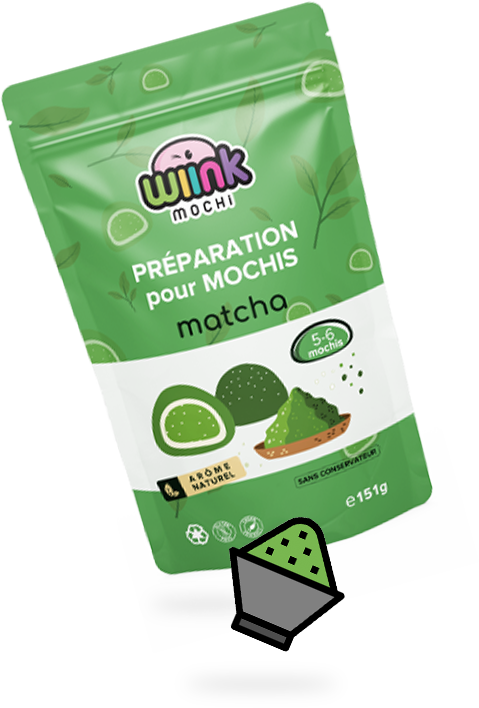 wiink
MOCHI
PRÉPARATION
pour MOCHIS
matcha
5-6
mochis
ARÔME
NATUREL
SANS CONSERVATEUR
e151g